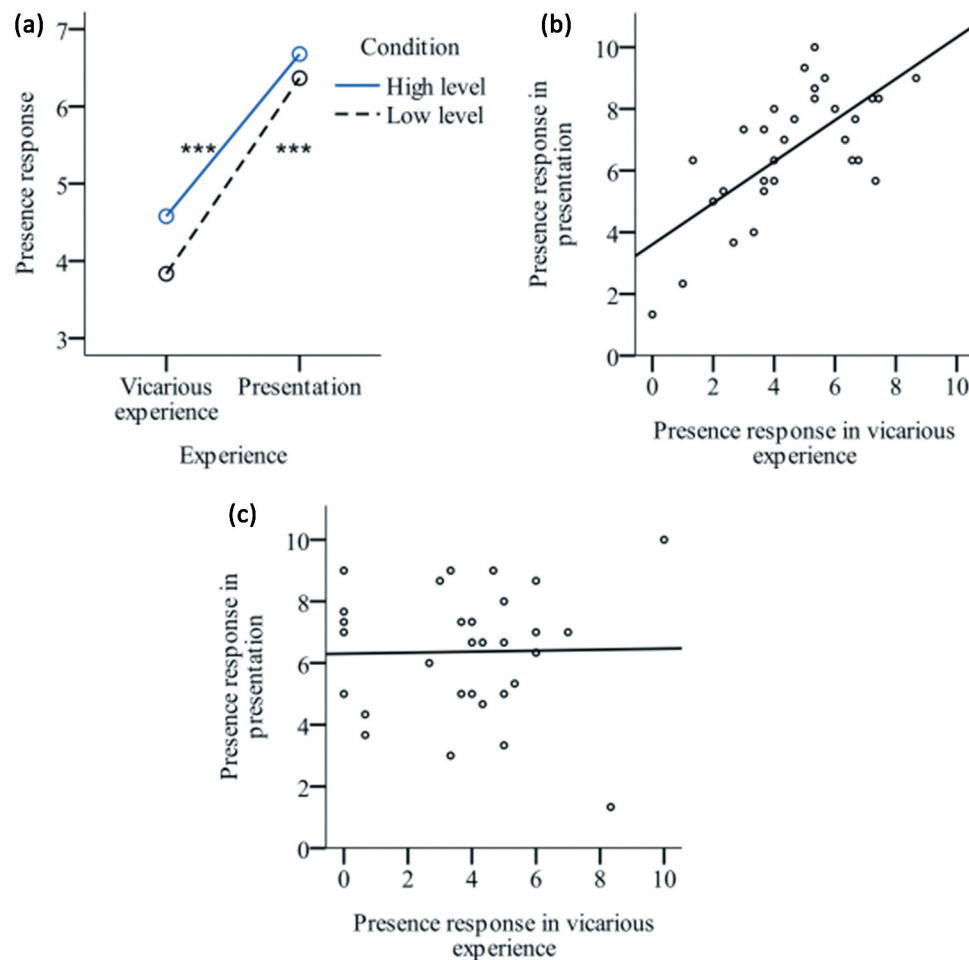 (a)
7
6
5
4
3
Presence response
***
***
Condition
High level
Low level
Vicarious
experience
Presentation
Experience
(b)
10
8
6
4
2
0
Presence response in
presentation
0 2 4 6 8 10
Presence response in vicarious
experience
(c)
10
8
6
4
2
0
Presence response in
presentation
0 2 4 6 8 10
Presence response in vicarious
experience